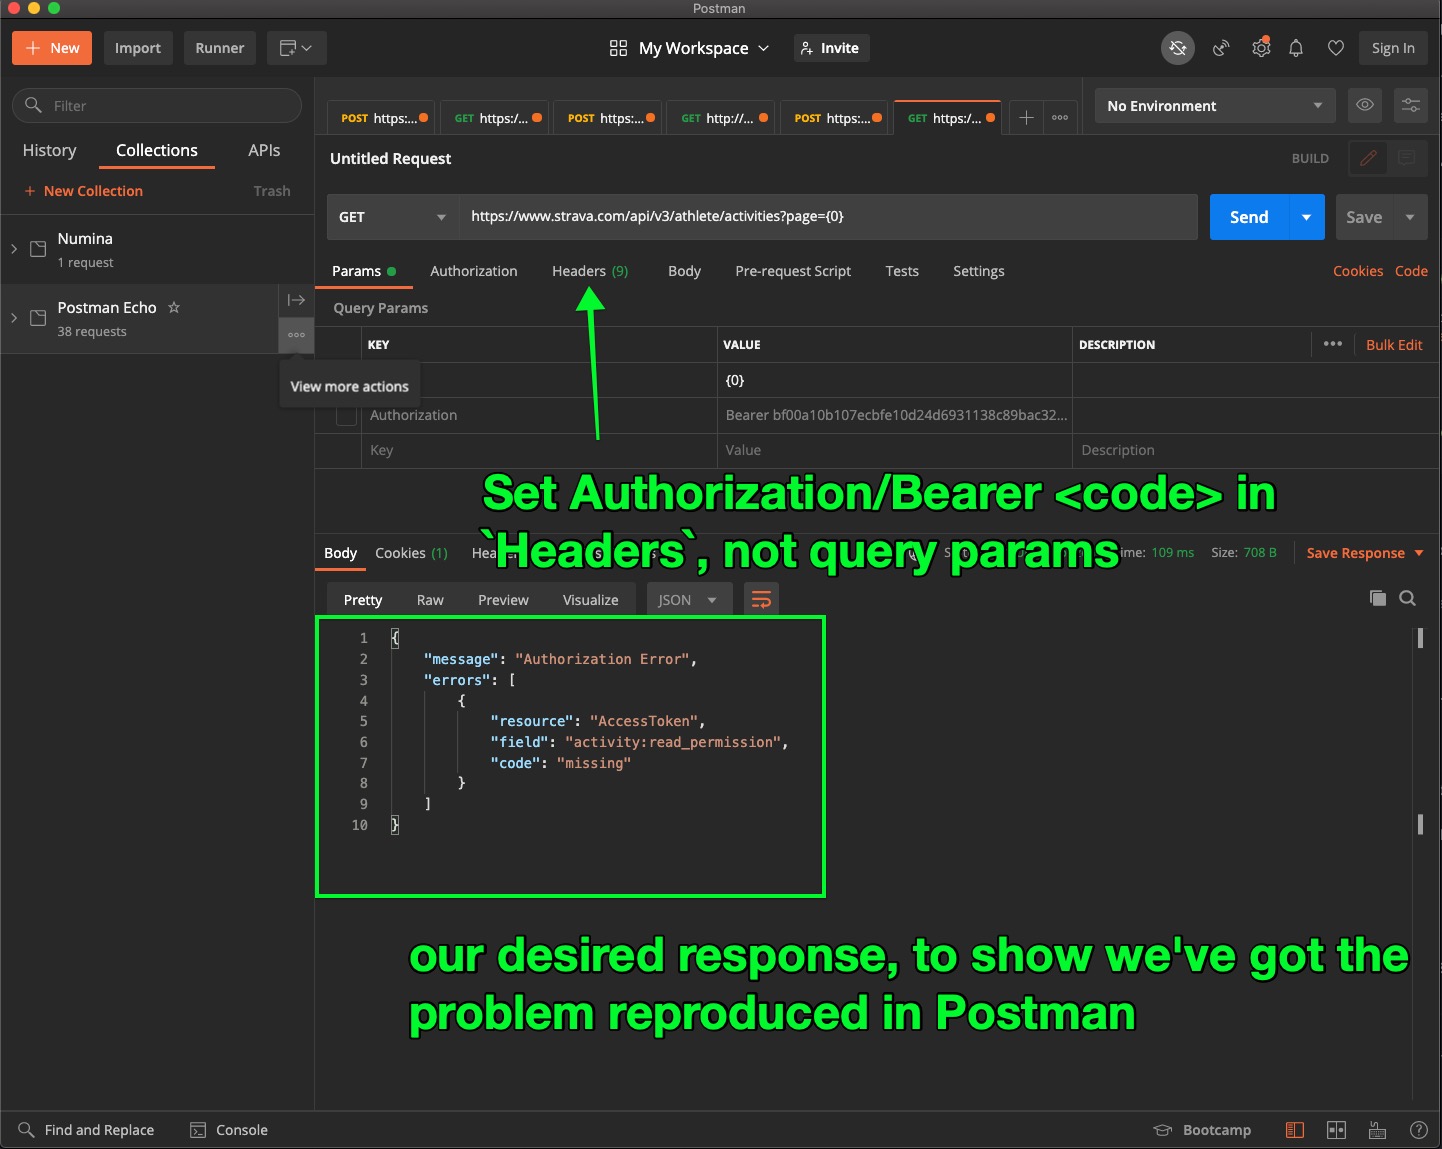 Postman
New
Import
Runner
My Workspace
Invite
Sign In
Filter
POST https:...
GET https:/...
POST https:...
GET http://...
POST https:...
GET https:/...
No Environment
History
Collections
APIs
Untitled Request
BUILD
+ New Collection
Trash
GET
https://www.strava.com/api/v3/athlete/activities?page={0}
Send
Save
Numina
1 request
Params
Authorization
Headers (9)
Body
Pre-request Script
Tests
Settings
Cookies
Code
Postman Echo
38 requests
Query Params
KEY
VALUE
DESCRIPTION
Bulk Edit
View more actions
{0}
Authorization
Bearer bf00a10b107ecbfe10d24d6931138c89bac32...
Key
Value
Description
Set Authorization/Bearer <code> in
`Headers`, not query params
Body
Cookies (1)
109 ms
Size: 708 B
Save Response
Pretty
Raw
Preview
Visualize
JSON
1 {
2 "message": "Authorization Error",
3 "errors": [
4 {
5 "resource": "AccessToken",
6 "field": "activity:read_permission",
7 "code": "missing"
8 }
9 ]
10 }
our desired response, to show we've got the
problem reproduced in Postman
Find and Replace
Console
Bootcamp